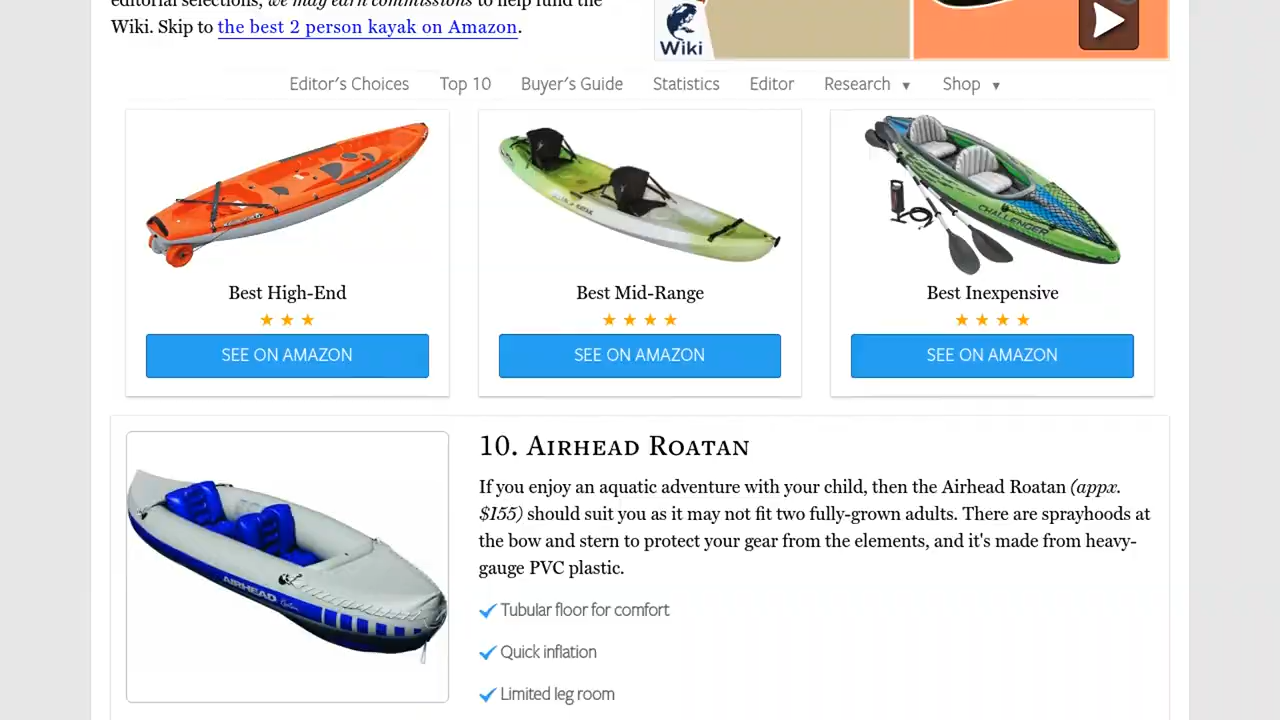 editorial selections, we may earn commissions to help fund the
Wiki. Skip to the best 2 person kayak on Amazon.
Wiki
Editor's Choices Top 10 Buyer's Guide Statistics Editor Research ▼ Shop ▼
CHALLENGER
Best High-End
Best Mid-Range
Best Inexpensive
SEE ON AMAZON
SEE ON AMAZON
SEE ON AMAZON
10. Airhead Roatan
If you enjoy an aquatic adventure with your child, then the Airhead Roatan (appx.
$155) should suit you as it may not fit two fully-grown adults. There are sprayhoods at
the bow and stern to protect your gear from the elements, and it's made from heavy-
gauge PVC plastic.
AIRHEAD
Tubular floor for comfort
Quick inflation
Limited leg room